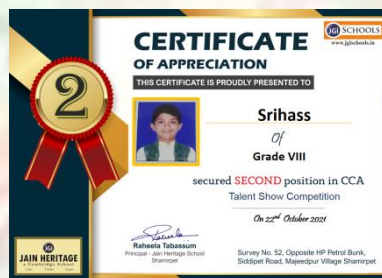 CERTIFICATE
OF APPRECIATION
JGI SCHOOLS
www.jgischools.in
THIS CERTIFICATE IS PROUDLY PRESENTED TO
2
Srihass
Of
Grade VIII
secured SECOND position in CCA
Talent Show Competition
On 22nd October 2021
Raheela Tabassum
Principal - Jain Heritage School
Shamirpet
Survey No. 52, Opposite HP Petrol Bunk,
Siddipet Road, Majeedpur Village Shamirpet
JGI
JAIN HERITAGE
a Cambridge School